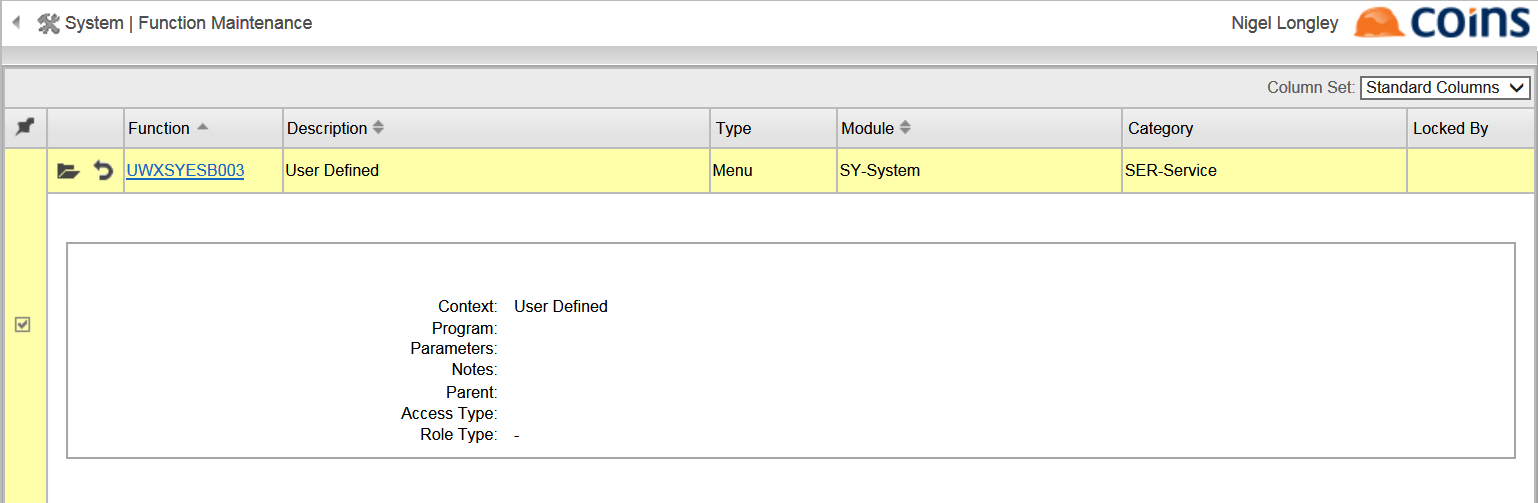 System | Function Maintenance
Nigel Longley
coins
Column Set: Standard Columns
Function Description Type Module Category Locked By
UWXSYESB003 User Defined Menu SY-System SER-Service
Context: User Defined
Program:
Parameters:
Notes:
Parent:
Access Type:
Role Type: -